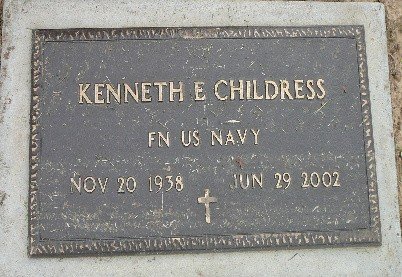 KENNETH E CHILDRESS
FN US NAVY
NOV 20 1938 JUN 29 2002